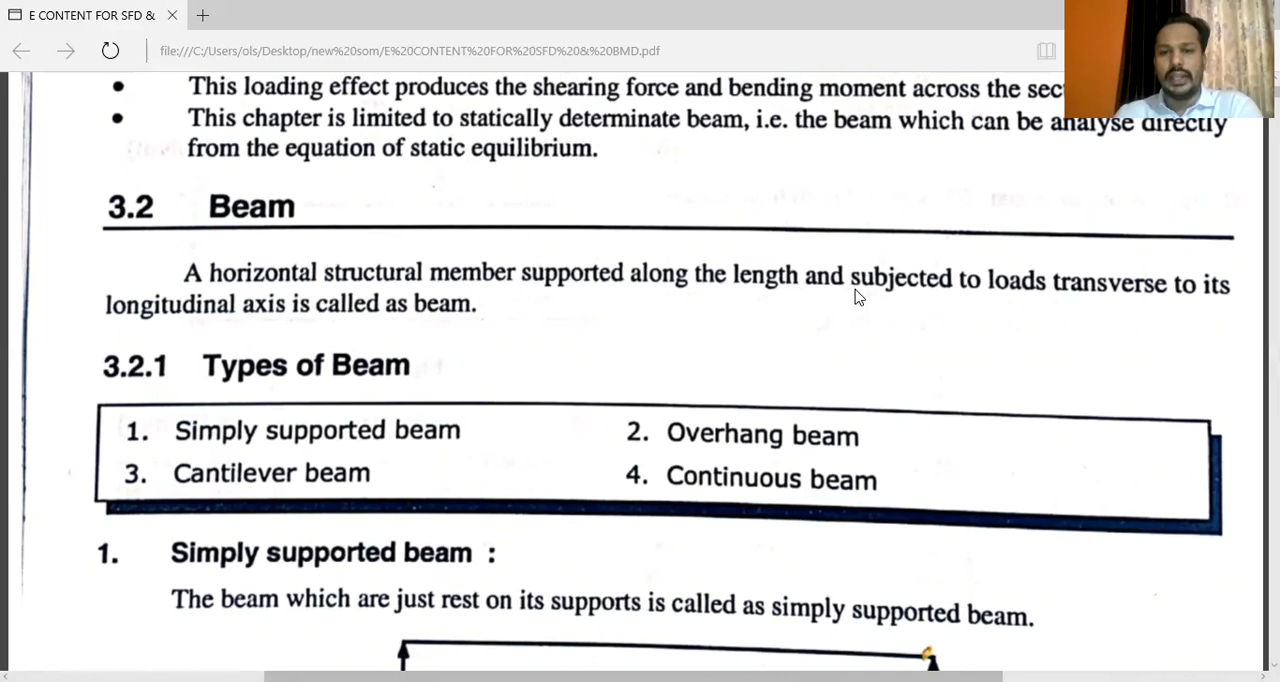 E CONTENT FOR SFD &
file:///C:/Users/ols/Desktop/new%20som/E%20CONTENT%20FOR%20SFD%20&%20BMD.pdf
• This loading effect produces the shearing force and bending moment across the
• This chapter is limited to statically determinate beam, i.e. the beam which can be analyse directly
from the equation of static equilibrium.
3.2 Beam
A horizontal structural member supported along the length and subjected to loads transverse to its
longitudinal axis is called as beam.
3.2.1 Types of Beam
1. Simply supported beam 2. Overhang beam
3. Cantilever beam 4. Continuous beam
1. Simply supported beam :
The beam which are just rest on its supports is called as simply supported beam.